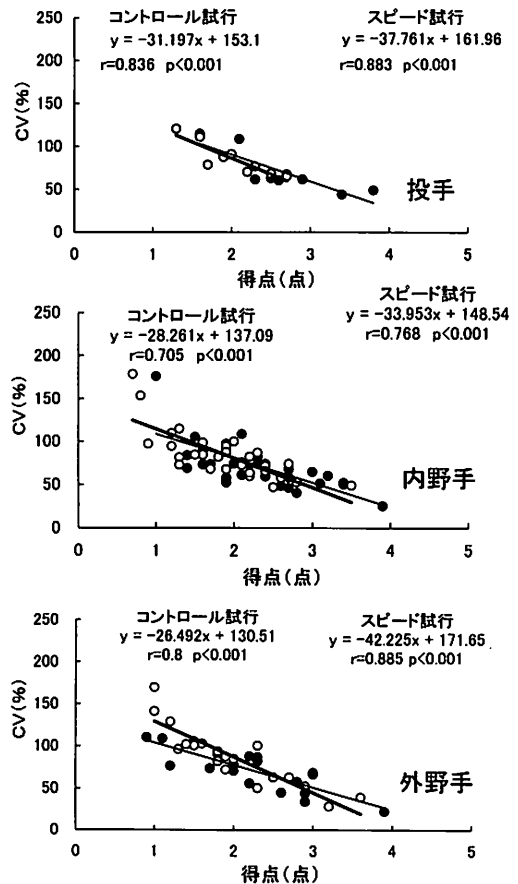 コントロール試行 スピード試行
y = -31.197x + 153.1 y = -37.761x + 161.96
r=0.836 p<0.001 r=0.883 p<0.001
250
200
150
100
50
0
CV(%)
投手
0 1 2 3 4 5
得点(点)
スピード試行
コントロール試行 y = -33.953x + 148.54
y = -28.261x + 137.09 r=0.768 p<0.001
r=0.705 p<0.001
250
200
150
100
50
0
CV(%)
内野手
0 1 2 3 4 5
得点(点)
コントロール試行 スピード試行
y = -26.492x + 130.51 y = -42.225x + 171.65
r=0.8 p<0.001 r=0.885 p<0.001
250
200
150
100
50
0
CV(%)
外野手
0 1 2 3 4 5
得点(点)